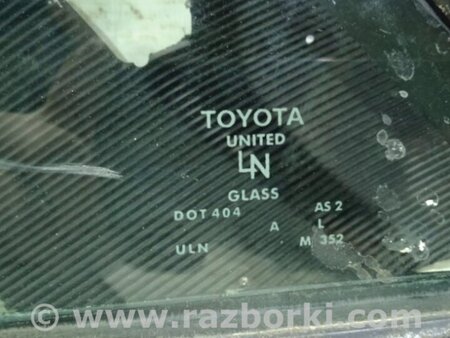 TOYOTA
UNITED
LN
GLASS
DOT 404 AS 2
A L
ULN M 352
© www.razborki.com